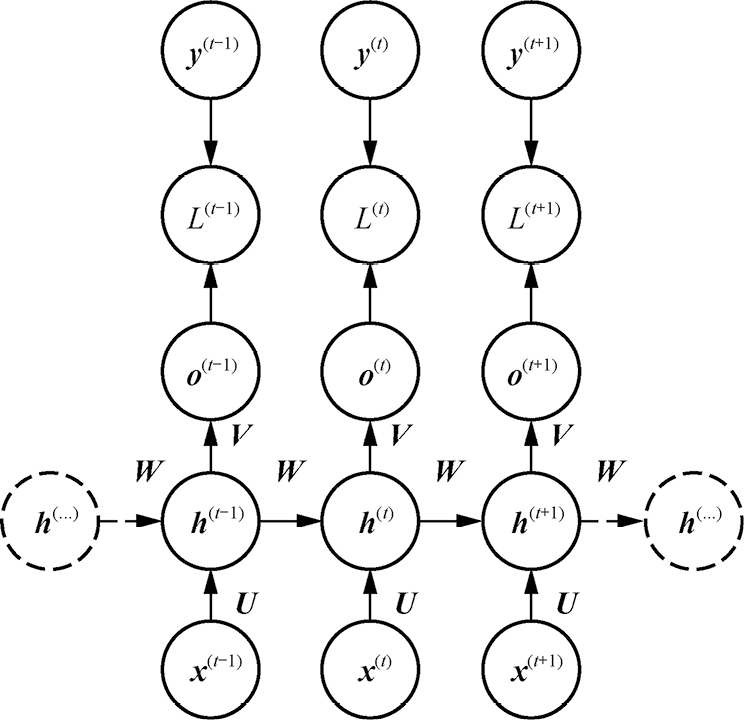 y(t−1) y(t) y(t+1)
L(t−1) L(t) L(t+1)
o(t−1) o(t) o(t+1)
V V V
W W W W
h(...) h(t−1) h(t) h(t+1) h(...)
U U U
x(t−1) x(t) x(t+1)